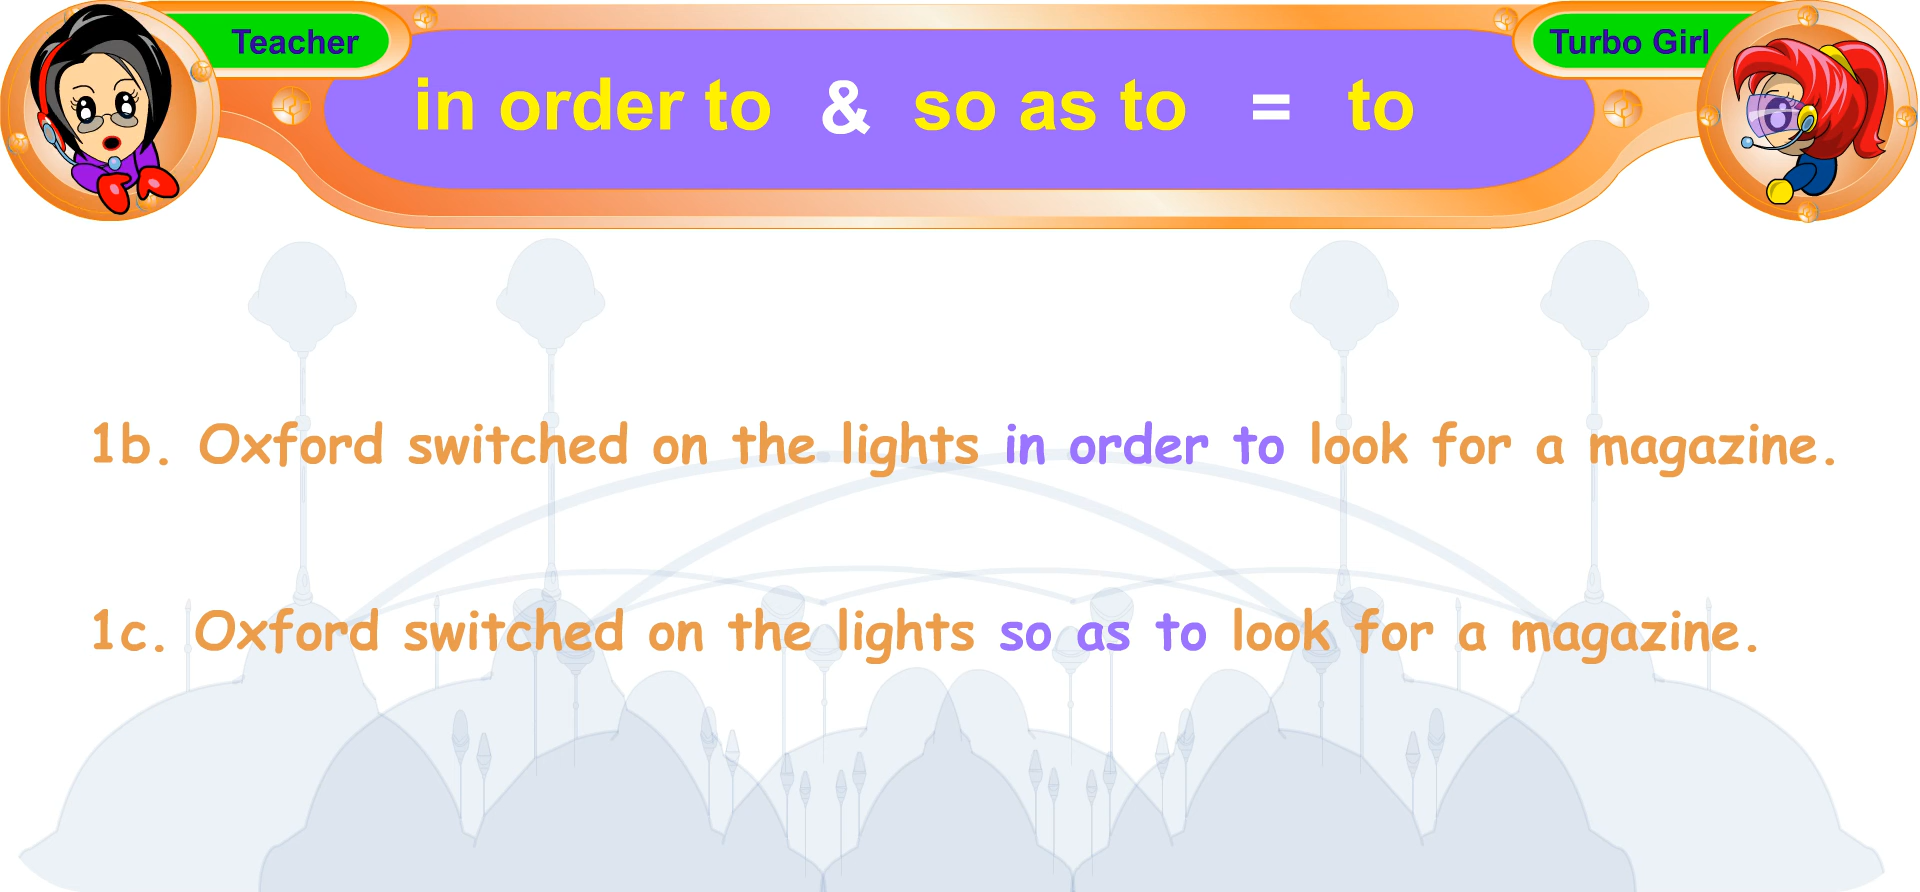 Teacher
Turbo Girl
in order to & so as to = to
1b. Oxford switched on the lights in order to look for a magazine.
1c. Oxford switched on the lights so as to look for a magazine.